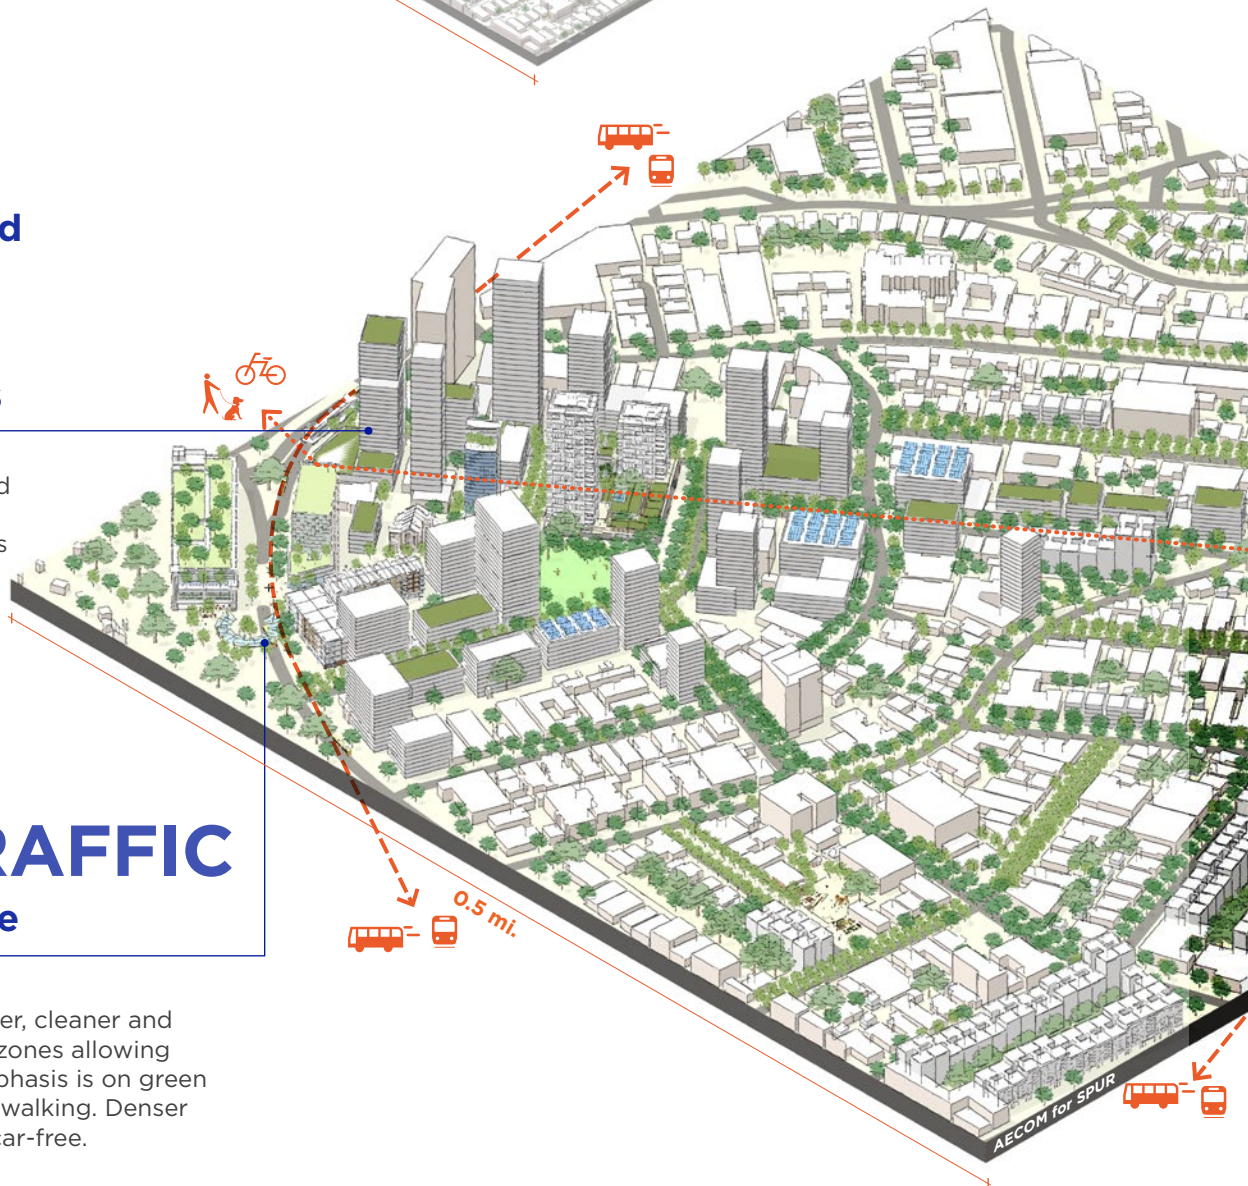 d
s
d
s
RAFFIC
e
0.5 mi.
er, cleaner and
zones allowing
phasis is on green
walking. Denser
car-free.
AECOM for SPUR